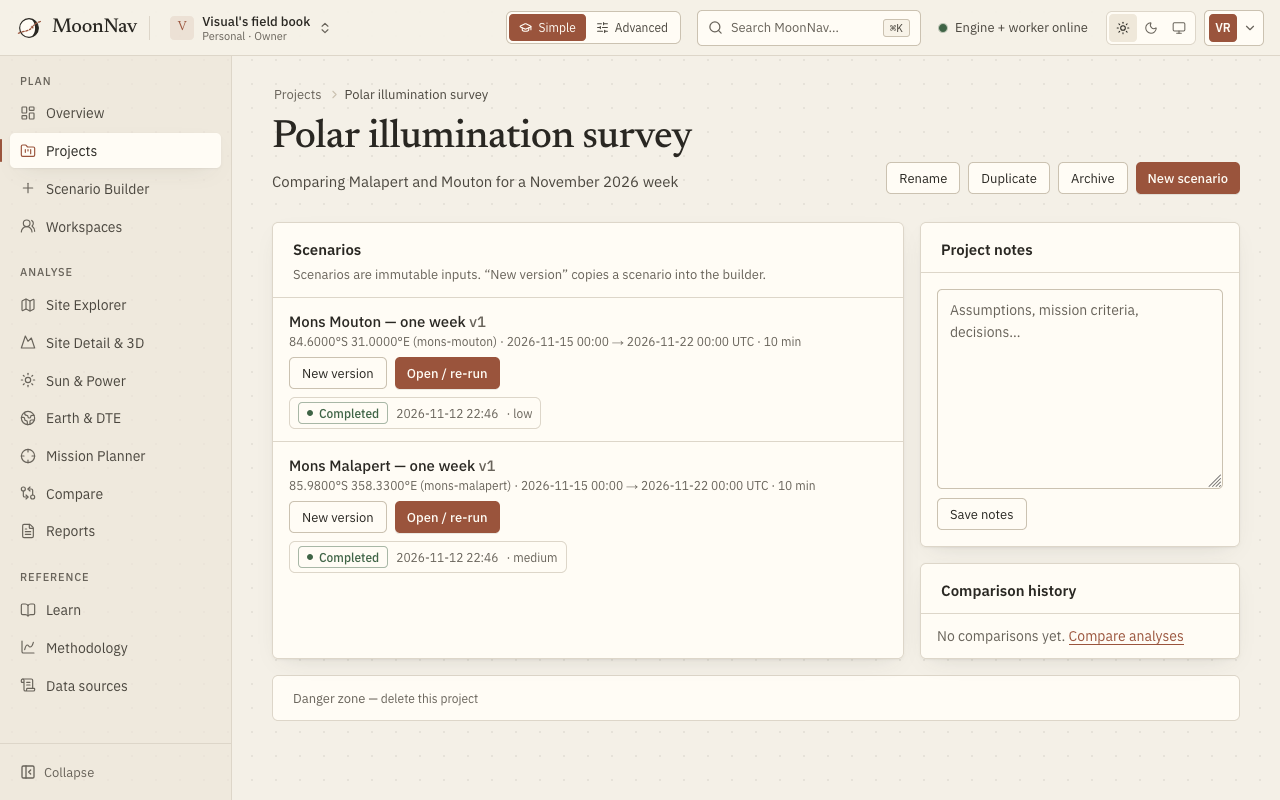 MoonNav
V
Visual's field book
Personal · Owner
Simple
Advanced
Search MoonNav...
⌘K
Engine + worker online
VR
PLAN
Overview
Projects
Scenario Builder
Workspaces
ANALYSE
Site Explorer
Site Detail & 3D
Sun & Power
Earth & DTE
Mission Planner
Compare
Reports
REFERENCE
Learn
Methodology
Data sources
Collapse
Projects
Polar illumination survey
Polar illumination survey
Comparing Malapert and Mouton for a November 2026 week
Rename
Duplicate
Archive
New scenario
Scenarios
Scenarios are immutable inputs. “New version” copies a scenario into the builder.
Mons Mouton — one week v1
84.6000°S 31.0000°E (mons-mouton) · 2026-11-15 00:00 → 2026-11-22 00:00 UTC · 10 min
New version
Open / re-run
Completed 2026-11-12 22:46 · low
Mons Malapert — one week v1
85.9800°S 358.3300°E (mons-malapert) · 2026-11-15 00:00 → 2026-11-22 00:00 UTC · 10 min
New version
Open / re-run
Completed 2026-11-12 22:46 · medium
Project notes
Assumptions, mission criteria,
decisions...
Save notes
Comparison history
No comparisons yet. Compare analyses
Danger zone — delete this project